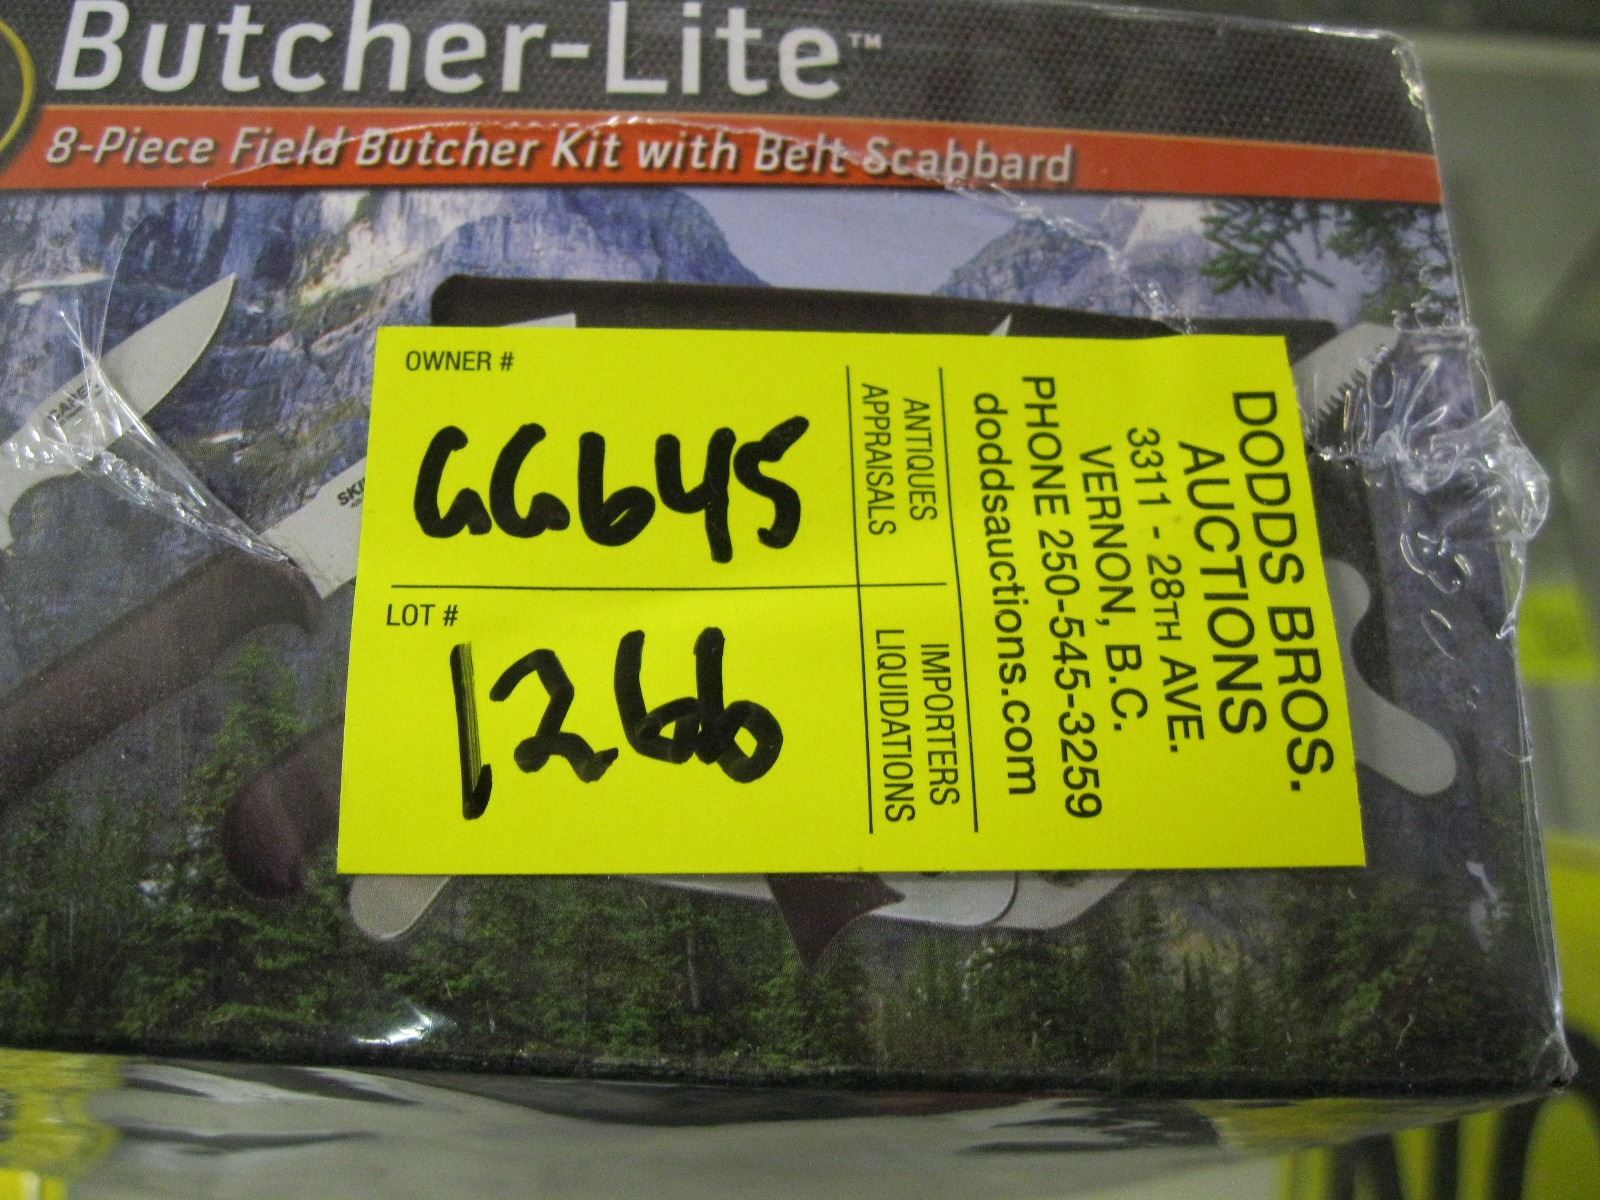 Butcher-Lite™
8-Piece Field Butcher Kit with Belt Scabbard
OWNER #
GG645
LOT #
1266
ANTIQUES
APPRAISALS
IMPORTERS
LIQUIDATIONS
DODDS BROS.
AUCTIONS
3311 - 28TH AVE.
VERNON, B.C.
PHONE 250-545-3259
doddsauctions.com